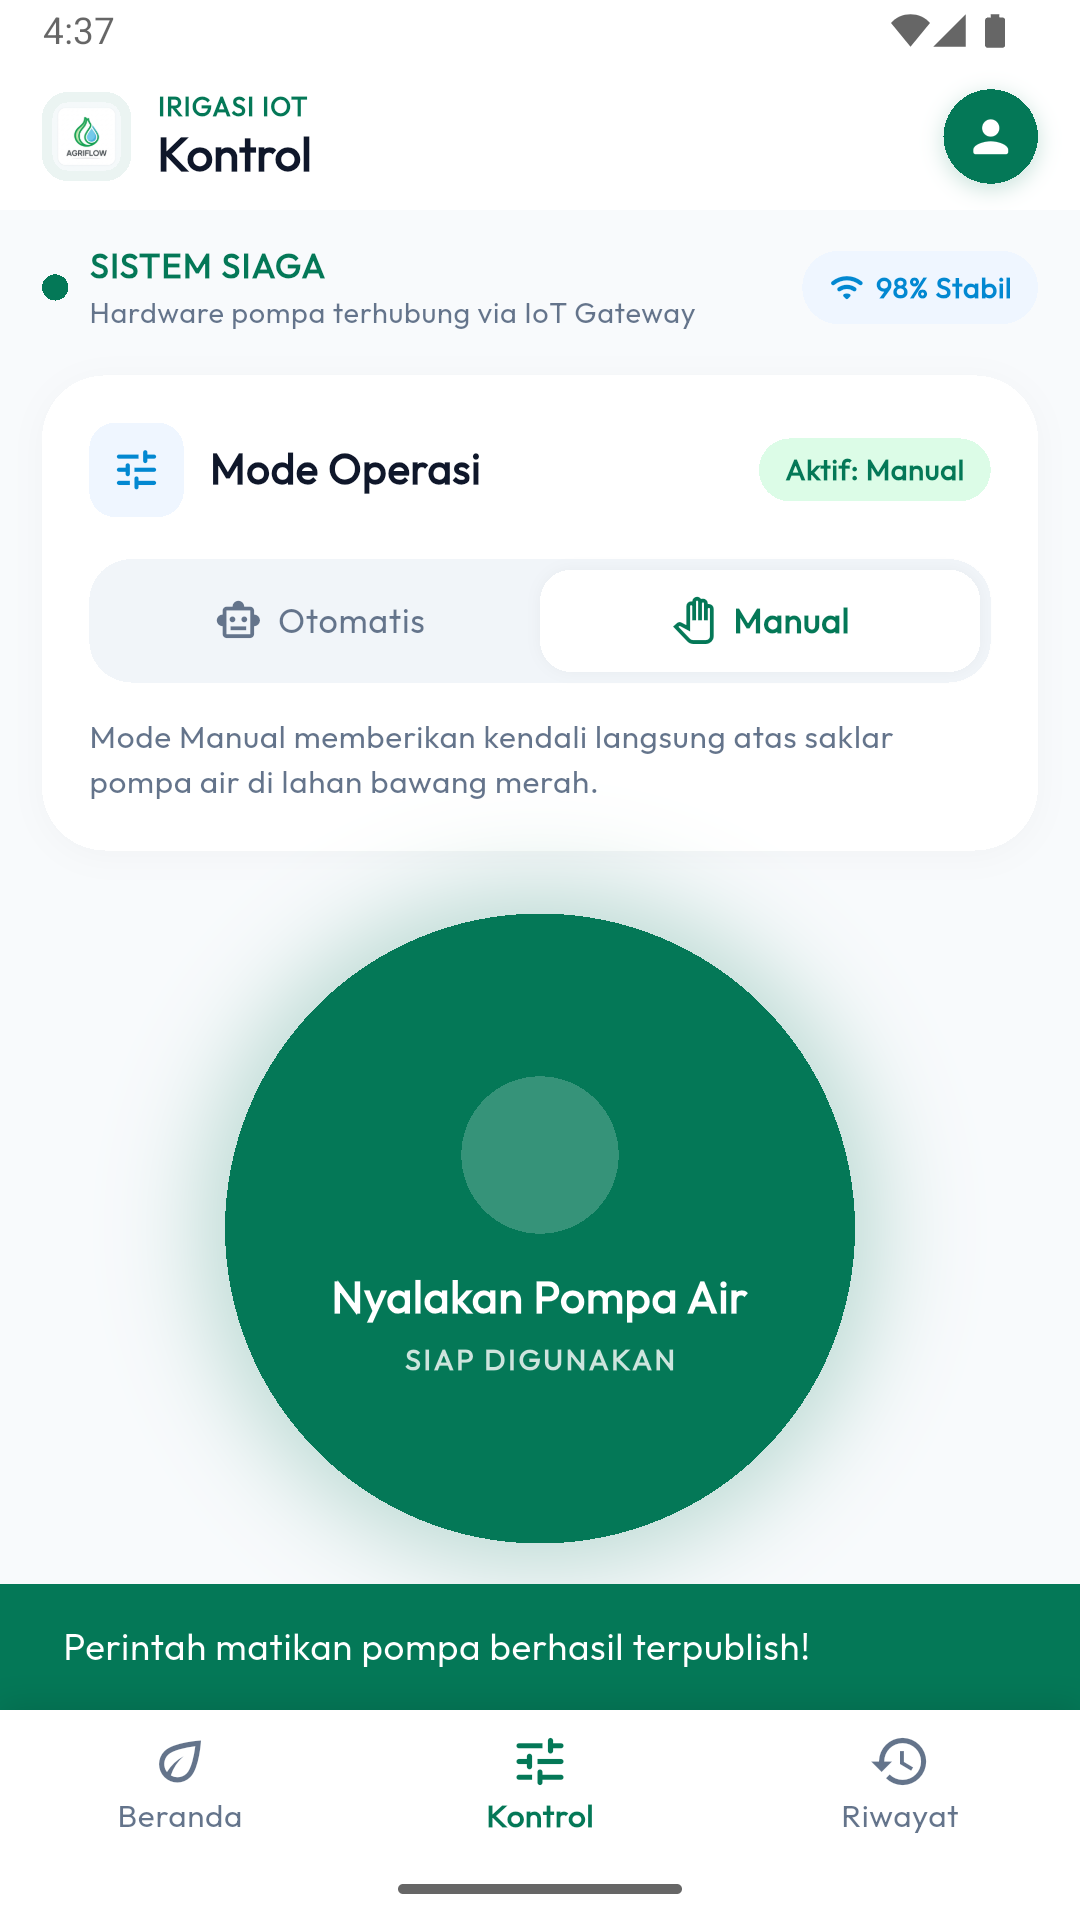 4:37
AGRIFLOW
IRIGASI IOT
Kontrol
SISTEM SIAGA
Hardware pompa terhubung via IoT Gateway
98% Stabil
Mode Operasi
Aktif: Manual
Otomatis
Manual
Mode Manual memberikan kendali langsung atas saklar
pompa air di lahan bawang merah.
Nyalakan Pompa Air
SIAP DIGUNAKAN
Perintah matikan pompa berhasil terpublish!
Beranda
Kontrol
Riwayat